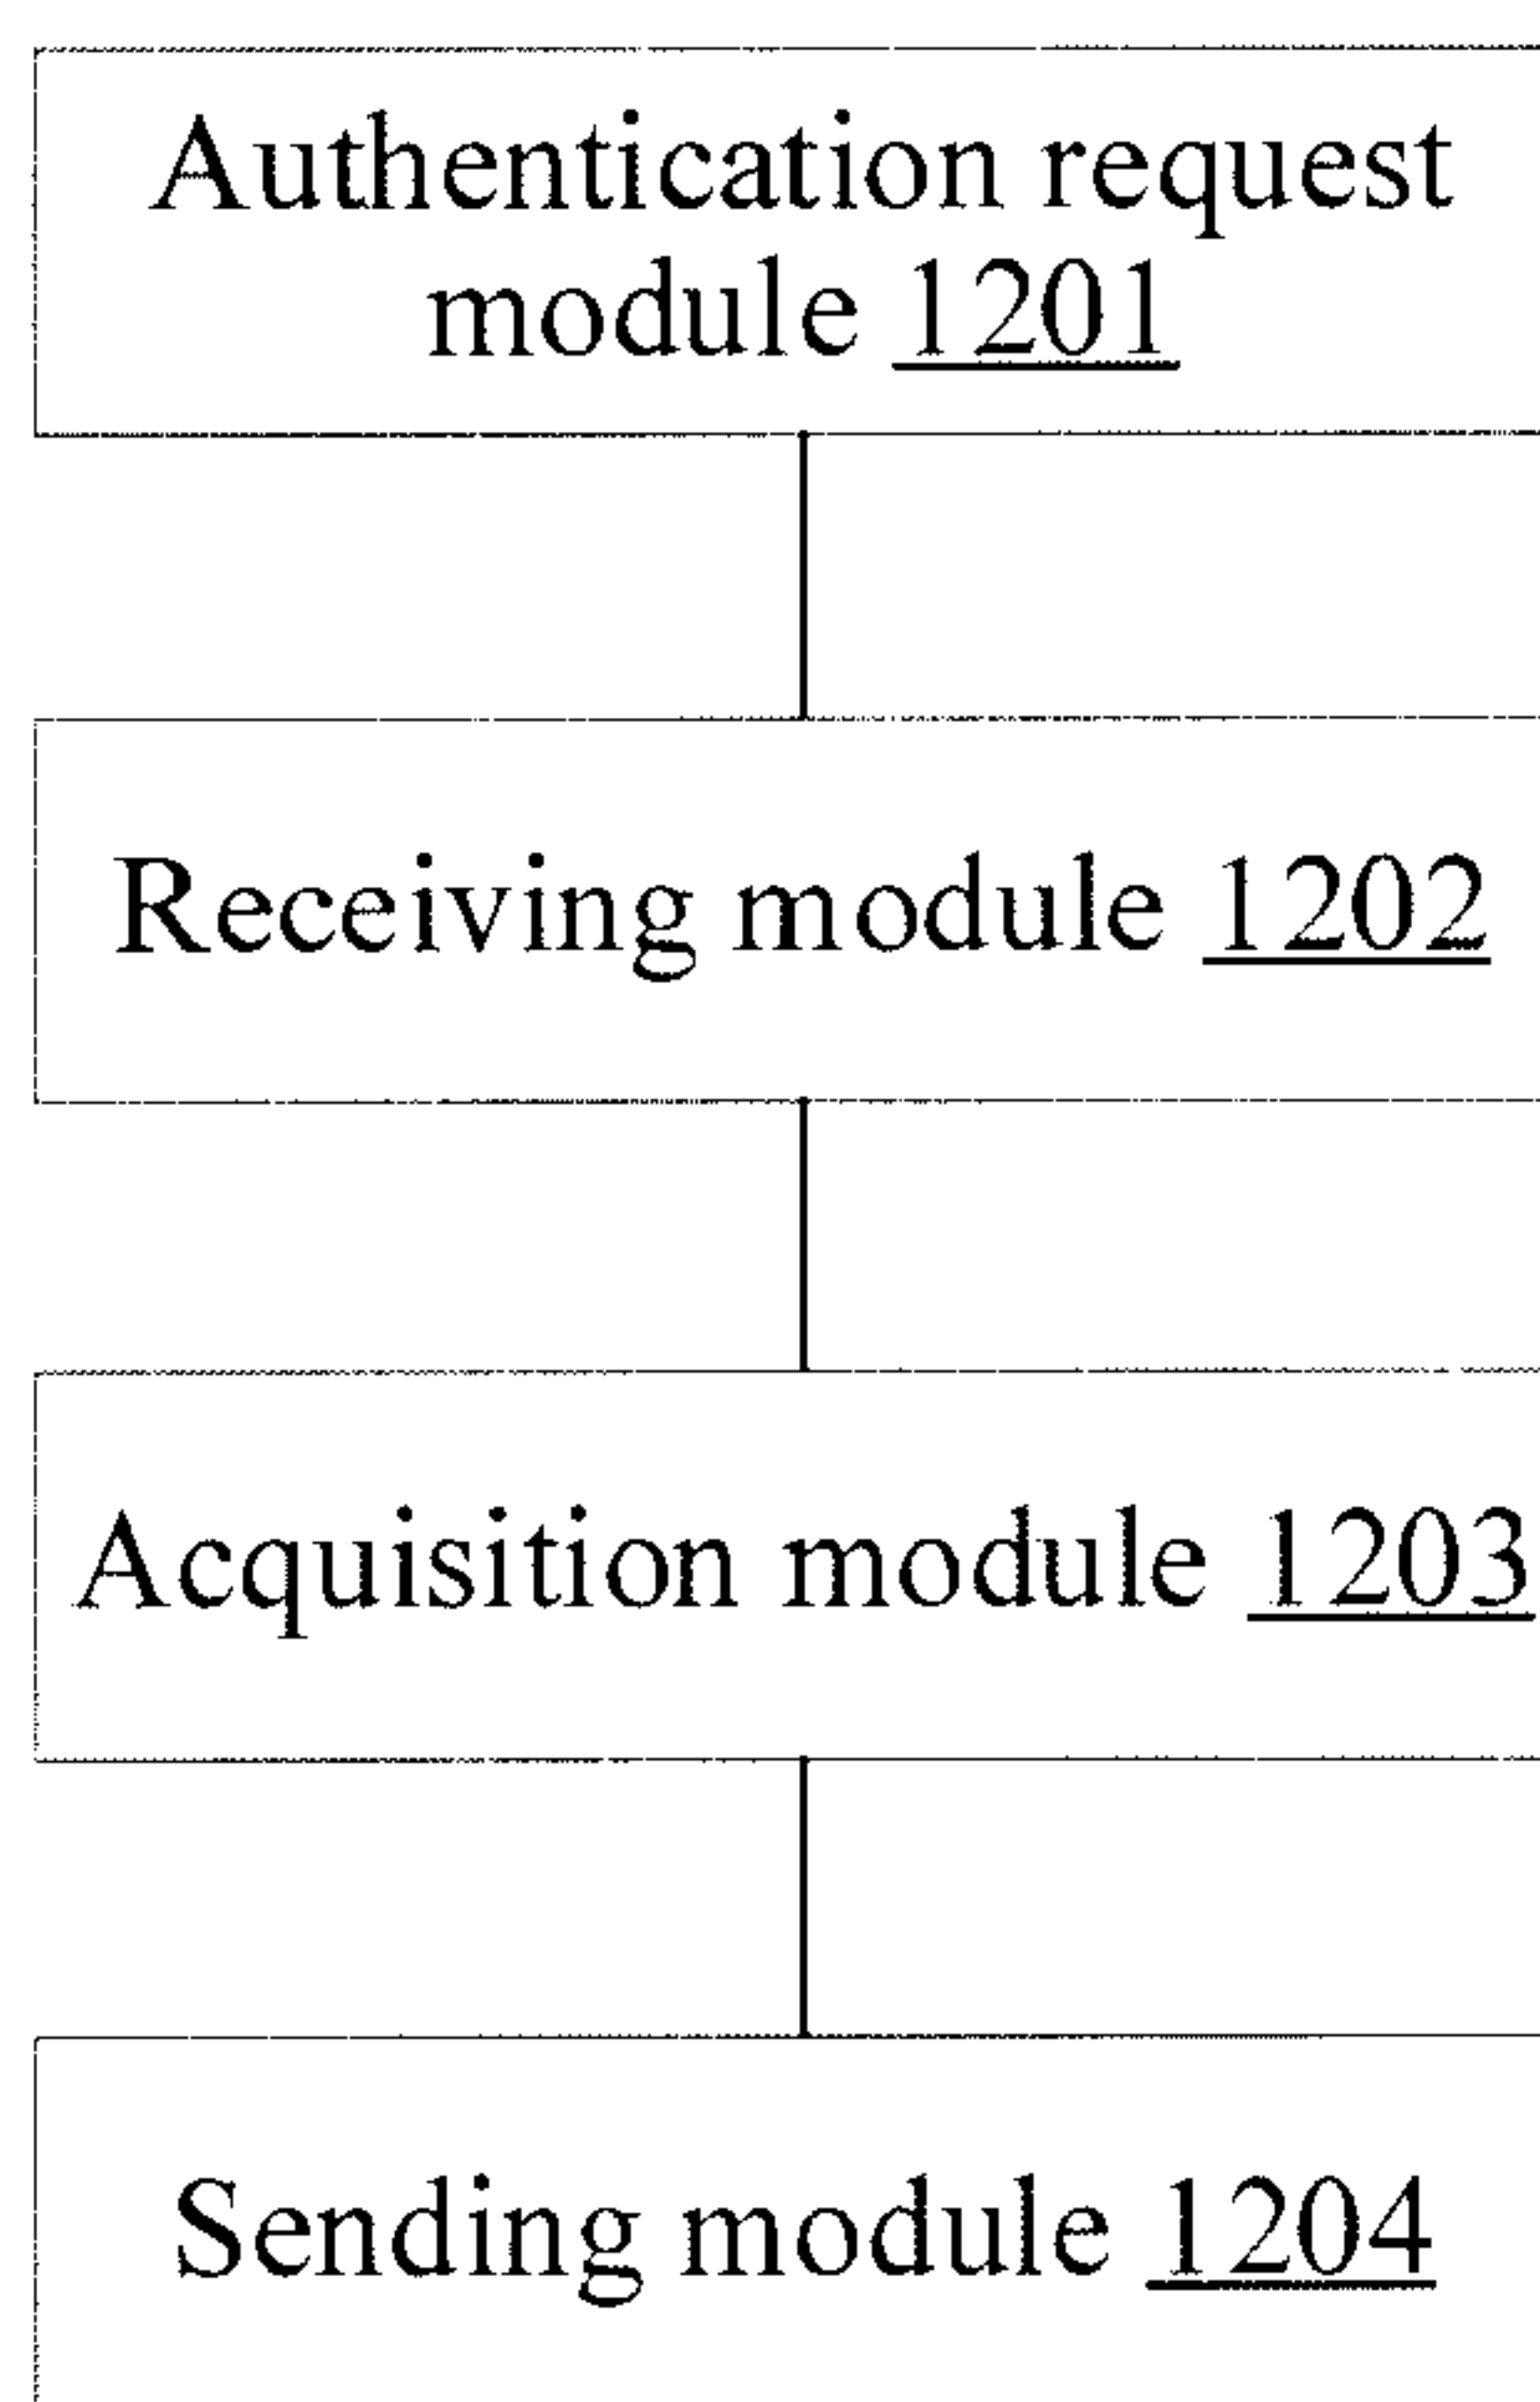 Authentication request
module 1201
Receiving module 1202
Acquisition module 1203
Sending module 1204